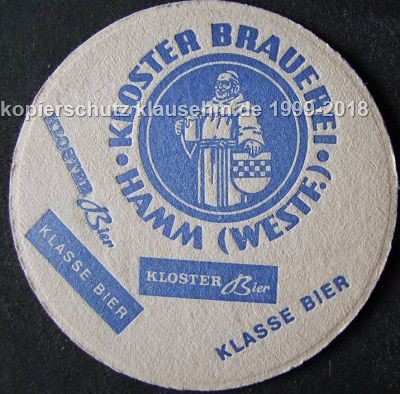 KLOSTER BRAUEREI
• HAMM (WESTF.) •
kopierschutz klausehm.de 1999-2018
KLOSTER Bier
KLASSE BIER
KLOSTER Bier
KLASSE BIER